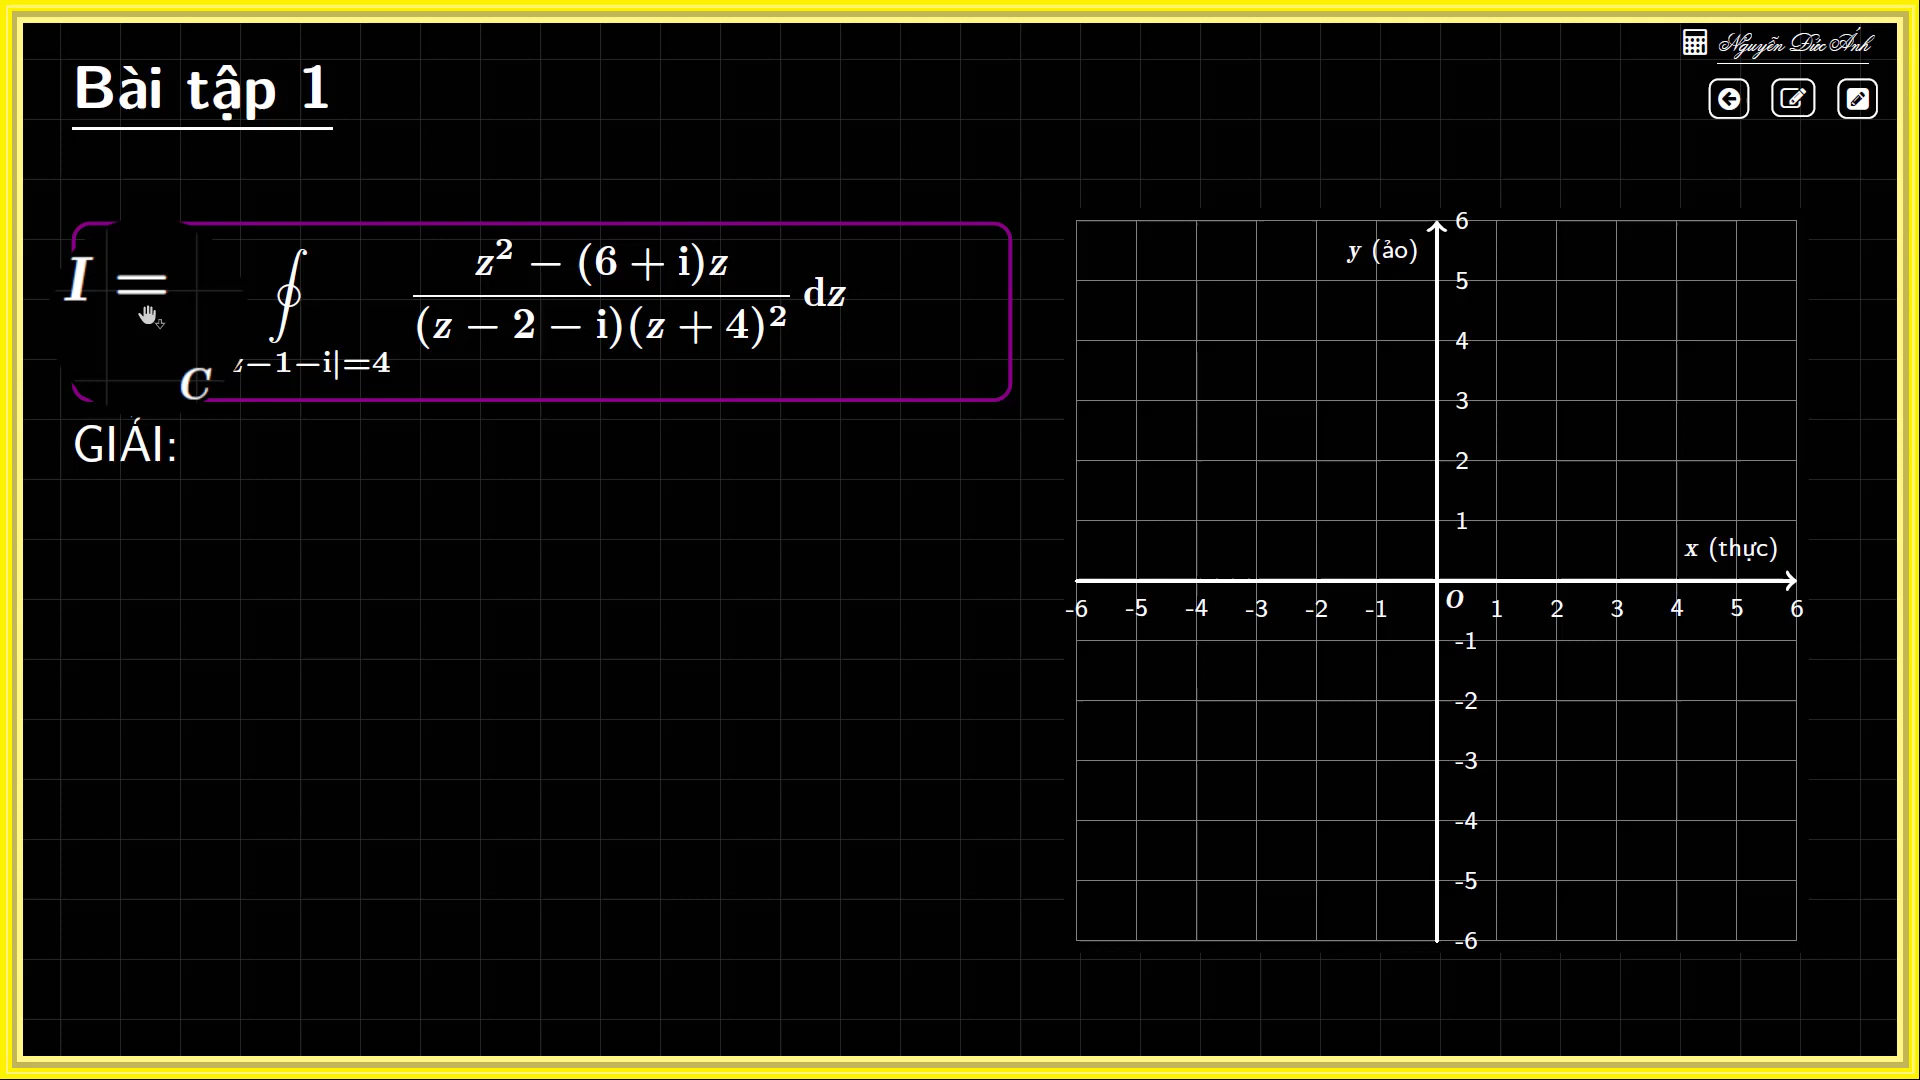 Nguyễn Đức Ánh
Bài tập 1
I = ∮ z² − (6 + i)z / (z − 2 − i)(z + 4)² dz
C z−1−i|=4
GIẢI:
y (ảo)
x (thực)
6
5
4
3
2
1
-6 -5 -4 -3 -2 -1 O 1 2 3 4 5 6
-1
-2
-3
-4
-5
-6